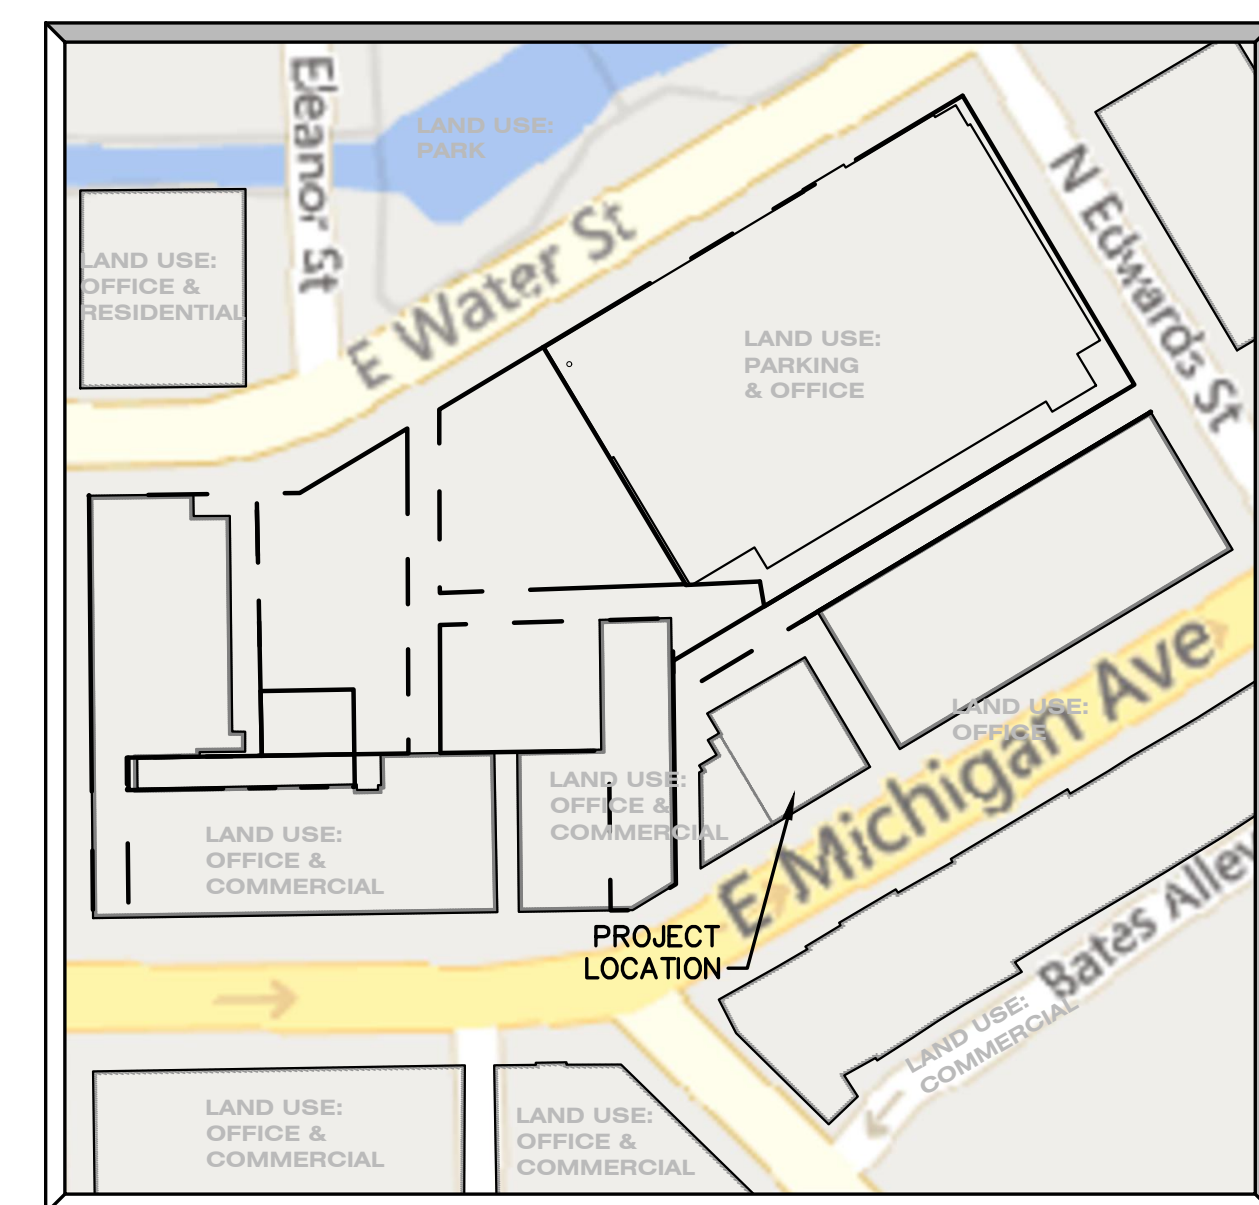 Eleanor St
LAND USE:
PARK
LAND USE:
OFFICE &
RESIDENTIAL
E Water St
N Edwards St
LAND USE:
PARKING
& OFFICE
E Michigan Ave
LAND USE:
OFFICE
LAND USE:
OFFICE &
COMMERCIAL
LAND USE:
OFFICE &
COMMERCIAL
PROJECT
LOCATION
Bates Alley
LAND USE:
COMMERCIAL
LAND USE:
OFFICE &
COMMERCIAL
LAND USE:
OFFICE &
COMMERCIAL